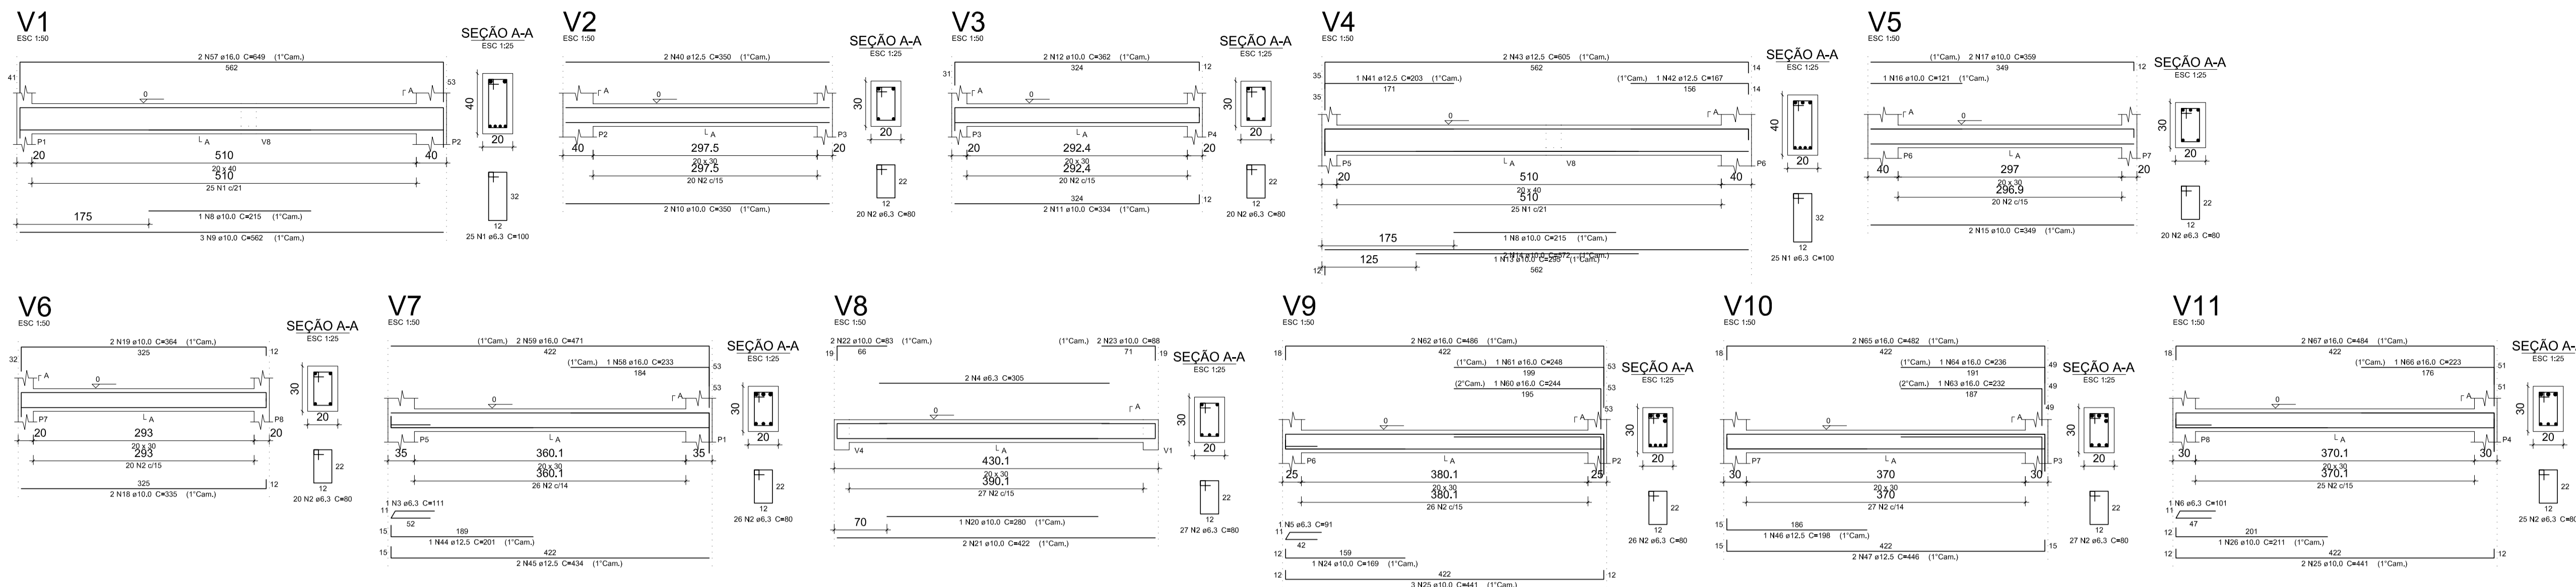 V1
ESC 1:50
2 N57 ø16.0 C=649 (1°Cam.)
562
41
53
0
A
A
V8
P1
P2
20
510
40
20 x 40
510
25 N1 c/21
175
1 N8 ø10.0 C=215 (1°Cam.)
3 N9 ø10.0 C=562 (1°Cam.)
SEÇÃO A-A
ESC 1:25
40
20
32
12
25 N1 ø6.3 C=100
V2
ESC 1:50
2 N40 ø12.5 C=350 (1°Cam.)
0
A
A
P2
P3
40
297.5
20
20 x 30
297.5
20 N2 c/15
2 N10 ø10.0 C=350 (1°Cam.)
SEÇÃO A-A
ESC 1:25
30
20
22
12
20 N2 ø6.3 C=80
V3
ESC 1:50
2 N12 ø10.0 C=362 (1°Cam.)
324
31
12
0
A
A
P3
P4
20
292.4
20
20 x 30
292.4
20 N2 c/15
324
12
2 N11 ø10.0 C=334 (1°Cam.)
SEÇÃO A-A
ESC 1:25
30
20
22
12
20 N2 ø6.3 C=80
V4
ESC 1:50
2 N43 ø12.5 C=605 (1°Cam.)
562
35
14
1 N41 ø12.5 C=203 (1°Cam.)
171
35
(1°Cam.) 1 N42 ø12.5 C=167
156
14
0
A
A
V8
P5
P6
20
510
40
20 x 40
510
25 N1 c/21
175
1 N8 ø10.0 C=215 (1°Cam.)
125
2 N14 ø10.0 C=572 (1°Cam.)
1 N13 ø10.0 C=295 (1°Cam.)
12
562
SEÇÃO A-A
ESC 1:25
40
20
32
12
25 N1 ø6.3 C=100
V5
ESC 1:50
(1°Cam.) 2 N17 ø10.0 C=359
349
12
1 N16 ø10.0 C=121 (1°Cam.)
0
A
A
P6
P7
40
297
20
20 x 30
296.9
20 N2 c/15
2 N15 ø10.0 C=349 (1°Cam.)
SEÇÃO A-A
ESC 1:25
30
20
22
12
20 N2 ø6.3 C=80
V6
ESC 1:50
2 N19 ø10.0 C=364 (1°Cam.)
325
32
12
A
0
A
P7
P8
20
293
20
20 x 30
293
20 N2 c/15
325
12
2 N18 ø10.0 C=335 (1°Cam.)
SEÇÃO A-A
ESC 1:25
30
20
22
12
20 N2 ø6.3 C=80
V7
ESC 1:50
(1°Cam.) 2 N59 ø16.0 C=471
422
53
(1°Cam.) 1 N58 ø16.0 C=233
184
53
0
A
A
P5
P1
35
360.1
35
20 x 30
360.1
26 N2 c/14
1 N3 ø6.3 C=111
11
52
15
189
1 N44 ø12.5 C=201 (1°Cam.)
15
422
2 N45 ø12.5 C=434 (1°Cam.)
SEÇÃO A-A
ESC 1:25
30
20
22
12
26 N2 ø6.3 C=80
V8
ESC 1:50
2 N22 ø10.0 C=83 (1°Cam.)
19
66
(1°Cam.) 2 N23 ø10.0 C=88
71
19
2 N4 ø6.3 C=305
0
A
A
V4
V1
430.1
20 x 30
390.1
27 N2 c/15
70
1 N20 ø10.0 C=280 (1°Cam.)
2 N21 ø10.0 C=422 (1°Cam.)
SEÇÃO A-A
ESC 1:25
30
20
22
12
27 N2 ø6.3 C=80
V9
ESC 1:50
2 N62 ø16.0 C=486 (1°Cam.)
18
422
53
(1°Cam.) 1 N61 ø16.0 C=248
199
53
(2°Cam.) 1 N60 ø16.0 C=244
195
53
0
A
A
P6
P2
25
380.1
25
20 x 30
380.1
26 N2 c/15
1 N5 ø6.3 C=91
11
42
12
159
1 N24 ø10.0 C=169 (1°Cam.)
12
422
12
3 N25 ø10.0 C=441 (1°Cam.)
SEÇÃO A-A
ESC 1:25
30
20
22
12
26 N2 ø6.3 C=80
V10
ESC 1:50
2 N65 ø16.0 C=482 (1°Cam.)
18
422
49
(1°Cam.) 1 N64 ø16.0 C=236
191
49
(2°Cam.) 1 N63 ø16.0 C=232
187
49
0
A
A
P7
P3
30
370
30
20 x 30
370
27 N2 c/14
15
186
1 N46 ø12.5 C=198 (1°Cam.)
15
422
15
2 N47 ø12.5 C=446 (1°Cam.)
SEÇÃO A-A
ESC 1:25
30
20
22
12
27 N2 ø6.3 C=80
V11
ESC 1:50
2 N67 ø16.0 C=484 (1°Cam.)
18
422
51
(1°Cam.) 1 N66 ø16.0 C=223
176
51
0
A
A
P8
P4
30
370.1
30
20 x 30
370.1
25 N2 c/15
1 N6 ø6.3 C=101
11
47
12
201
1 N26 ø10.0 C=211 (1°Cam.)
12
422
12
2 N25 ø10.0 C=441 (1°Cam.)
SEÇÃO A-
ESC 1:25
30
20
22
12
25 N2 ø6.3 C=80